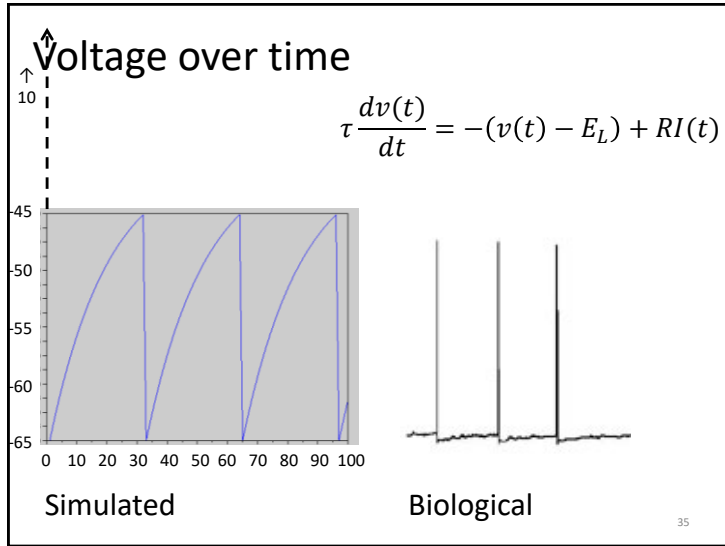 Voltage over time
↑
10
τ dv(t)/dt = −(v(t) − E_L) + RI(t)
-45
-50
-55
-60
-65
0 10 20 30 40 50 60 70 80 90 100
Simulated
Biological
35